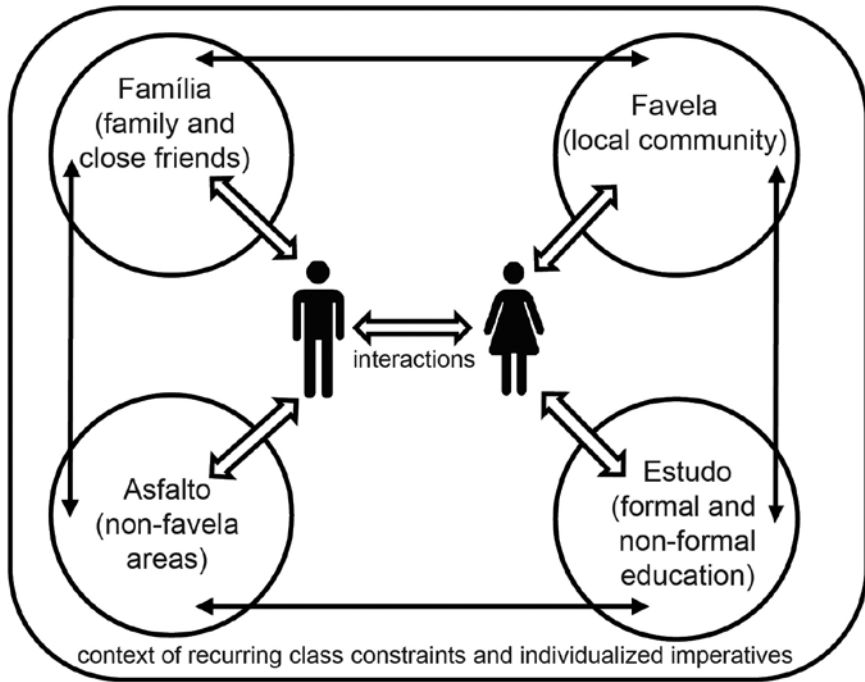 Família
(family and
close friends)
Favela
(local community)
interactions
Asfalto
(non-favela
areas)
Estudo
(formal and
non-formal
education)
context of recurring class constraints and individualized imperatives